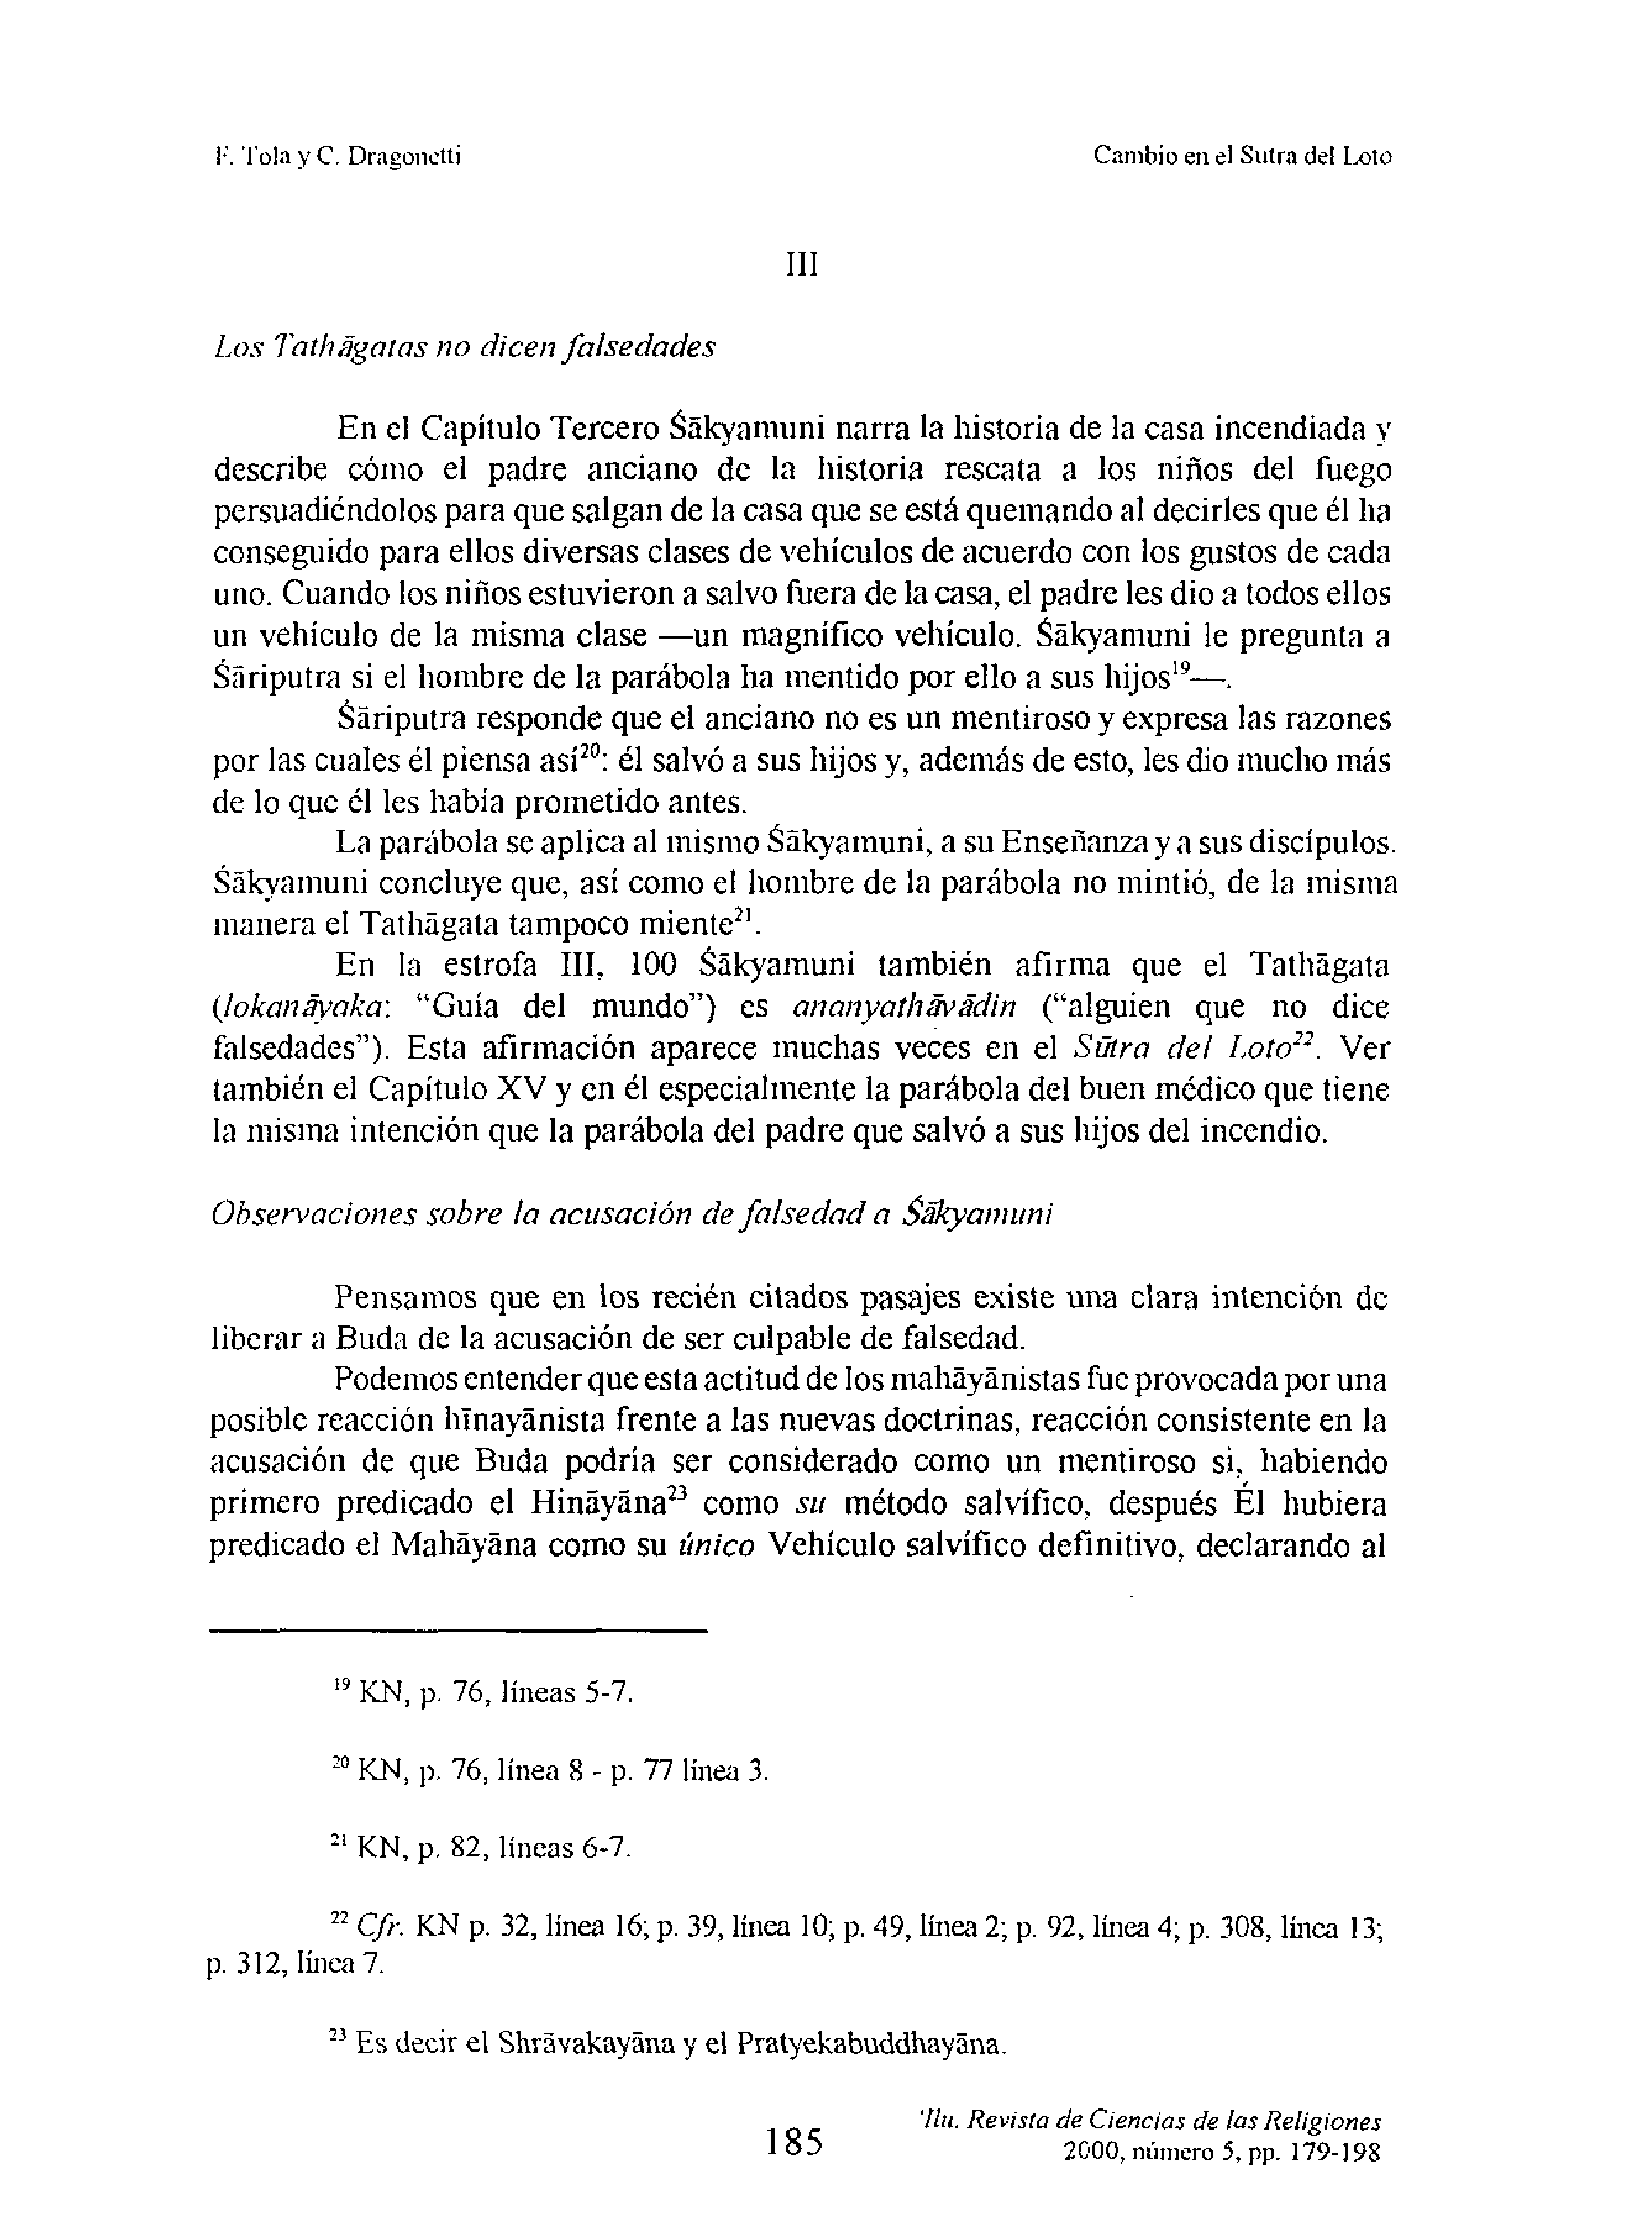 F. Tola y C. Dragonetti
Cambio en el Sutra del Loto
III
Los Tathāgatas no dicen falsedades
En el Capítulo Tercero Śākyamuni narra la historia de la casa incendiada y
describe cómo el padre anciano de la historia rescata a los niños del fuego
persuadiéndolos para que salgan de la casa que se está quemando al decirles que él ha
conseguido para ellos diversas clases de vehículos de acuerdo con los gustos de cada
uno. Cuando los niños estuvieron a salvo fuera de la casa, el padre les dio a todos ellos
un vehículo de la misma clase —un magnífico vehículo. Śākyamuni le pregunta a
Śāriputra si el hombre de la parábola ha mentido por ello a sus hijos¹⁹—.
Śāriputra responde que el anciano no es un mentiroso y expresa las razones
por las cuales él piensa así²⁰: él salvó a sus hijos y, además de esto, les dio mucho más
de lo que él les había prometido antes.
La parábola se aplica al mismo Śākyamuni, a su Enseñanza y a sus discípulos.
Śākyamuni concluye que, así como el hombre de la parábola no mintió, de la misma
manera el Tathāgata tampoco miente²¹.
En la estrofa III, 100 Śākyamuni también afirma que el Tathāgata
(lokanāyaka: “Guía del mundo”) es ananyathāvādin (“alguien que no dice
falsedades”). Esta afirmación aparece muchas veces en el Sūtra del Loto²². Ver
también el Capítulo XV y en él especialmente la parábola del buen médico que tiene
la misma intención que la parábola del padre que salvó a sus hijos del incendio.
Observaciones sobre la acusación de falsedad a Śākyamuni
Pensamos que en los recién citados pasajes existe una clara intención de
liberar a Buda de la acusación de ser culpable de falsedad.
Podemos entender que esta actitud de los mahāyānistas fue provocada por una
posible reacción hīnayānista frente a las nuevas doctrinas, reacción consistente en la
acusación de que Buda podría ser considerado como un mentiroso si, habiendo
primero predicado el Hināyāna²³ como su método salvífico, después Él hubiera
predicado el Mahāyāna como su único Vehículo salvífico definitivo, declarando al
¹⁹ KN, p. 76, líneas 5-7.
²⁰ KN, p. 76, línea 8 - p. 77 línea 3.
²¹ KN, p. 82, líneas 6-7.
²² Cfr. KN p. 32, línea 16; p. 39, línea 10; p. 49, línea 2; p. 92, línea 4; p. 308, línea 13;
p. 312, línea 7.
²³ Es decir el Shrāvakayāna y el Pratyekabuddhayāna.
185
‘Ilu. Revista de Ciencias de las Religiones
2000, número 5, pp. 179-198